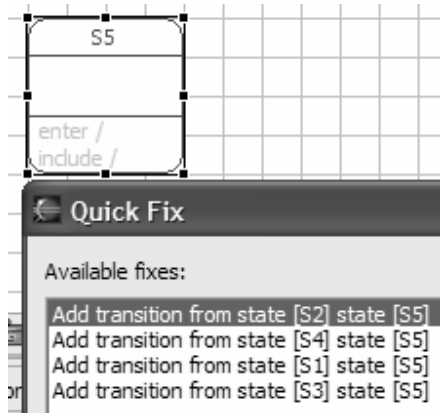 S5
enter /
include /
Quick Fix
Available fixes:
Add transition from state [S2] state [S5]
Add transition from state [S4] state [S5]
Add transition from state [S1] state [S5]
Add transition from state [S3] state [S5]